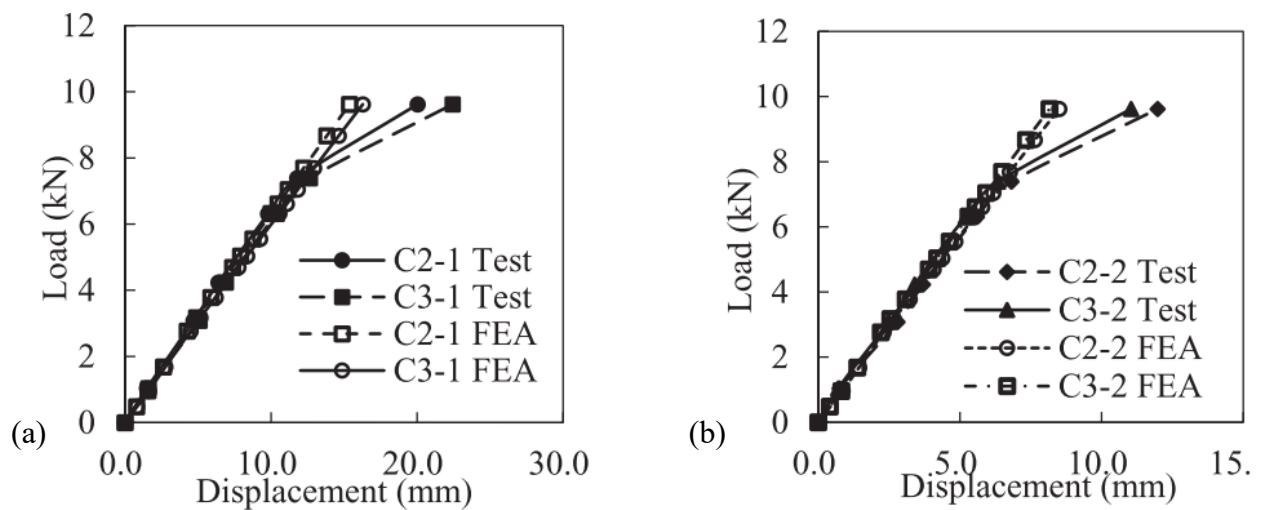 12
10
8
6
4
2
0
Load (kN)
C2-1 Test
C3-1 Test
C2-1 FEA
C3-1 FEA
0.0 10.0 20.0 30.0
Displacement (mm)
(a)
12
10
8
6
4
2
0
Load (kN)
C2-2 Test
C3-2 Test
C2-2 FEA
C3-2 FEA
0.0 5.0 10.0 15.
Displacement (mm)
(b)